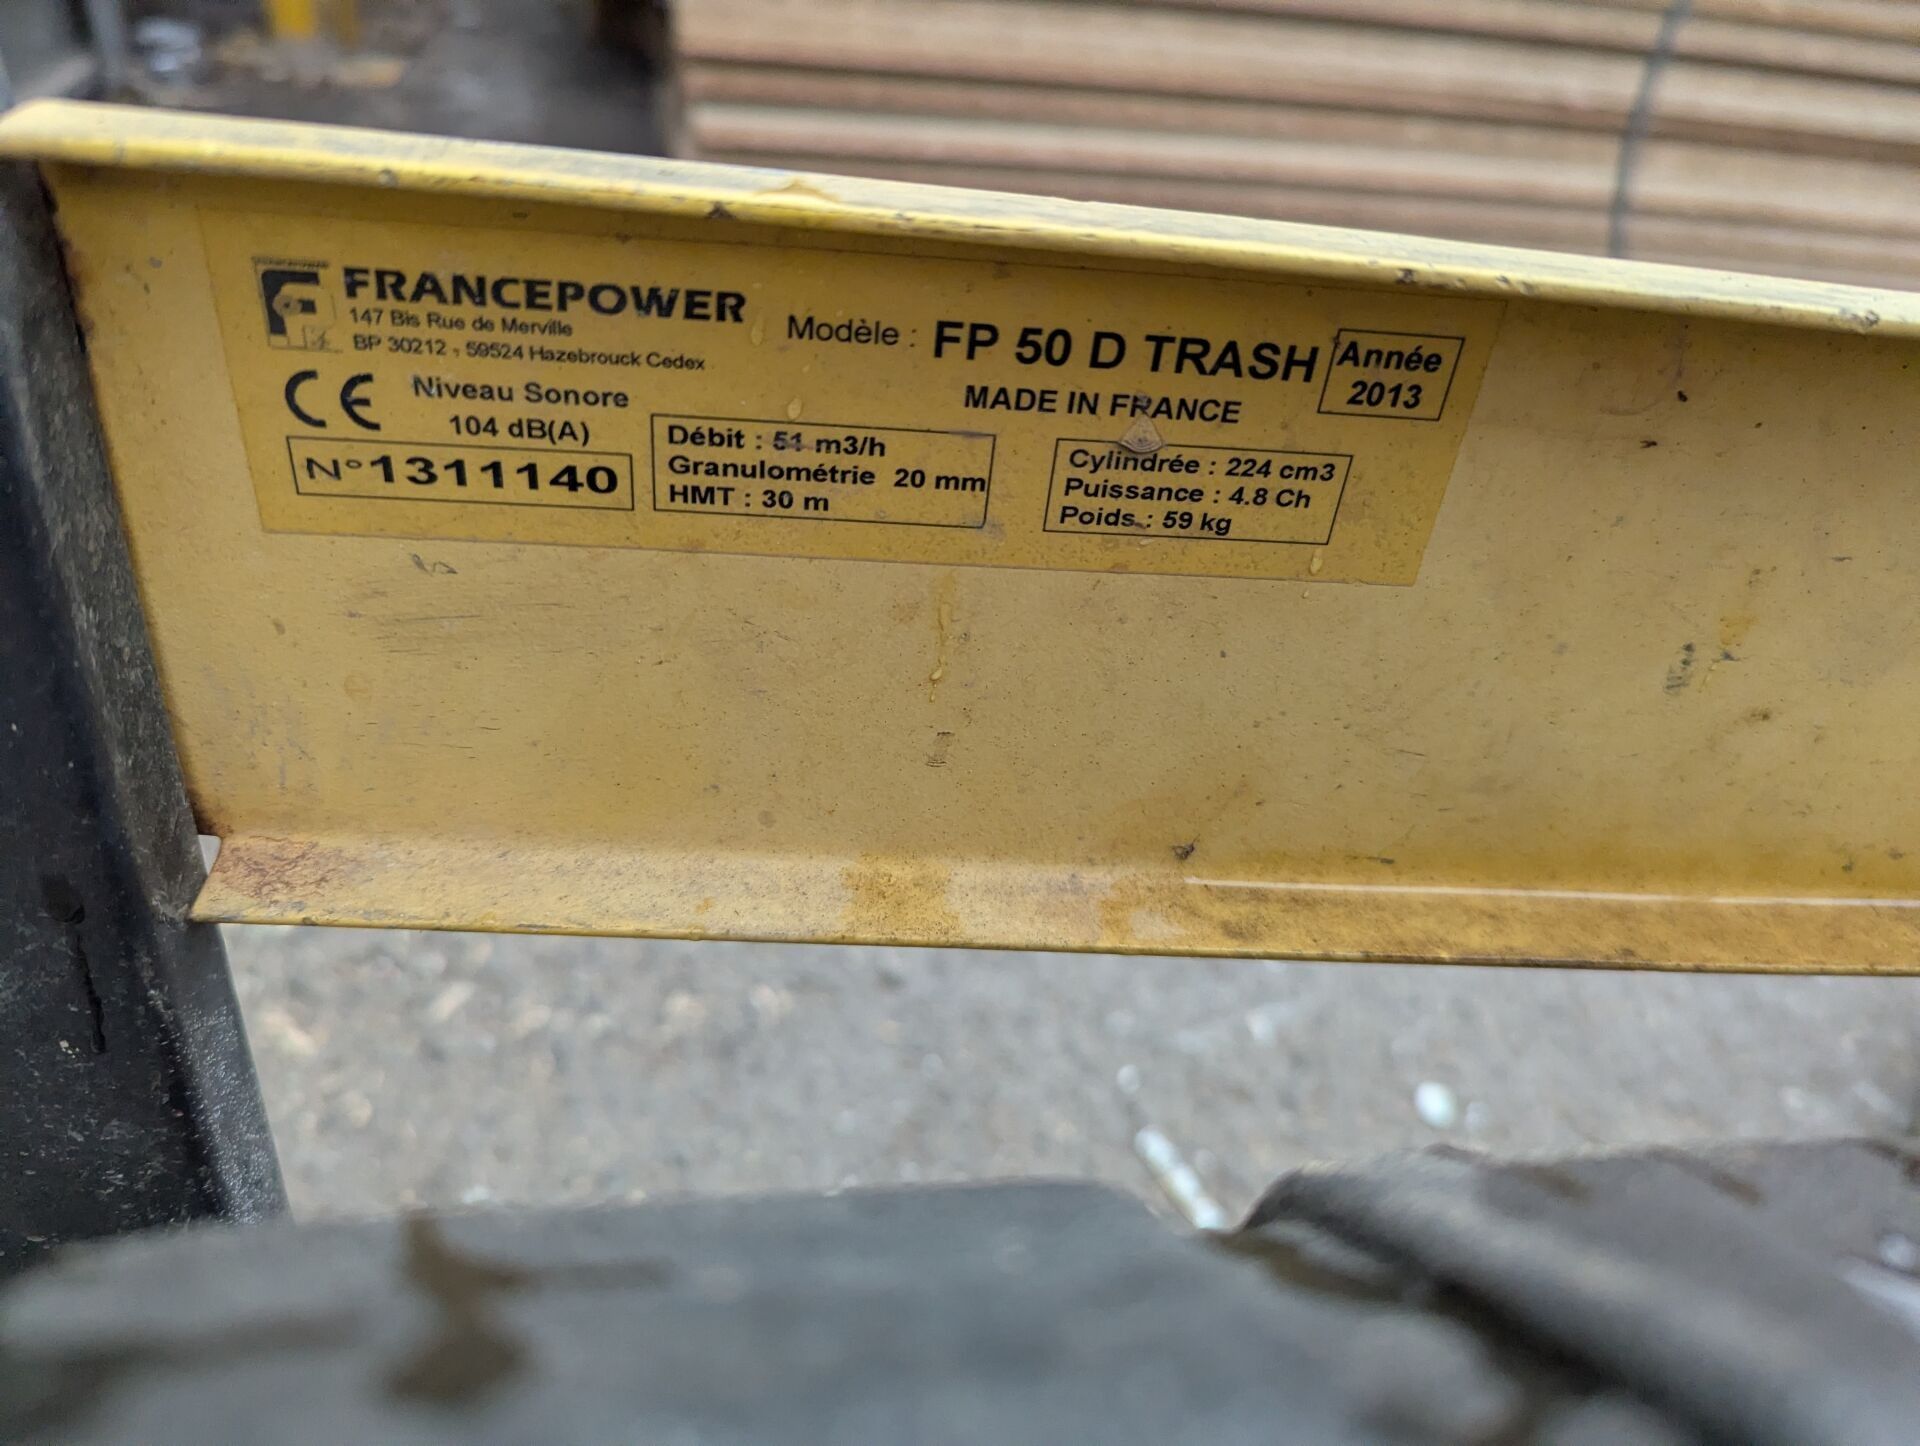 FRANCEPOWER
147 Bis Rue de Merville
BP 30212 , 59524 Hazebrouck Cedex
CE
Niveau Sonore
104 dB(A)
N°1311140
Modèle : FP 50 D TRASH
MADE IN FRANCE
Année
2013
Débit : 51 m3/h
Granulométrie 20 mm
HMT : 30 m
Cylindrée : 224 cm3
Puissance : 4.8 Ch
Poids : 59 kg